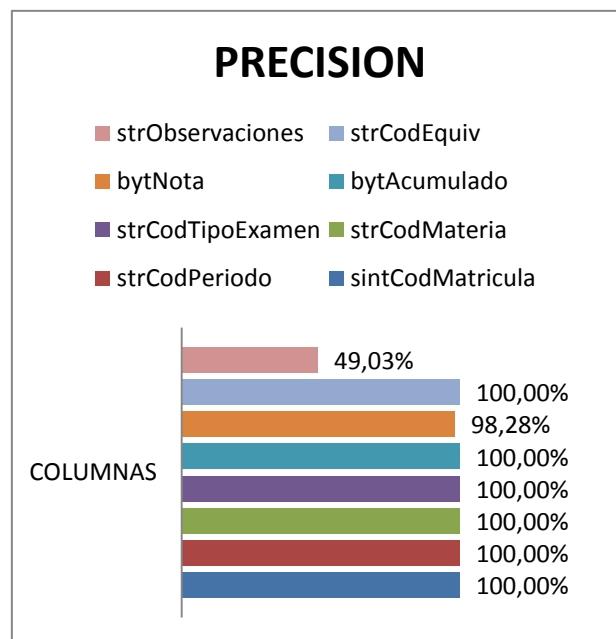 PRECISION
strObservaciones strCodEquiv
bytNota bytAcumulado
strCodTipoExamen strCodMateria
strCodPeriodo sintCodMatricula
49,03%
100,00%
98,28%
100,00%
COLUMNAS
100,00%
100,00%
100,00%
100,00%